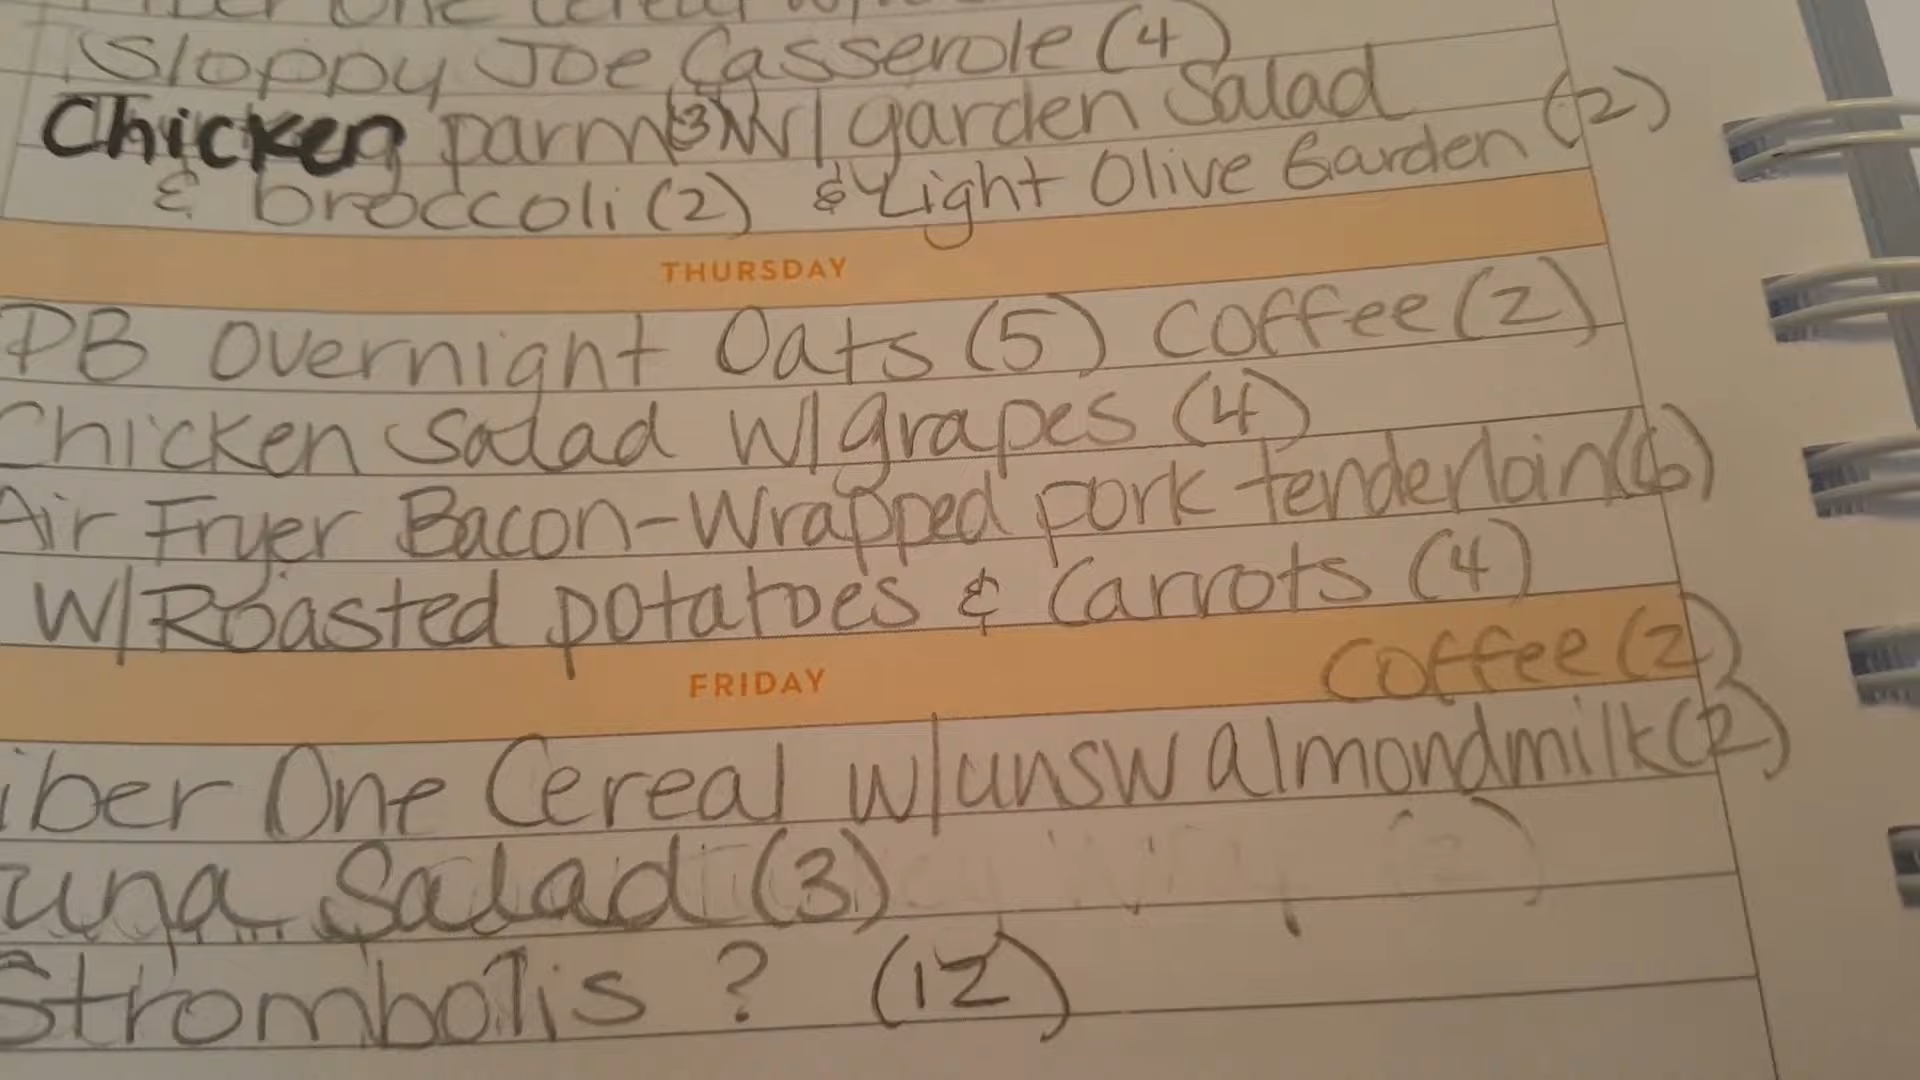 One Cereal
Sloppy Joe Casserole (4)
Chicken parm (3) W/ garden Salad
& broccoli (2) & Light Olive Garden (2)
THURSDAY
PB Overnight Oats (5) Coffee (2)
Chicken Salad W/ grapes (4)
Air Fryer Bacon-Wrapped pork tenderloin (6)
W/ Roasted potatoes & Carrots (4)
FRIDAY Coffee (2)
iber One Cereal w/ unsw almondmilk (2)
una Salad (3)
Strombolis ? (12)